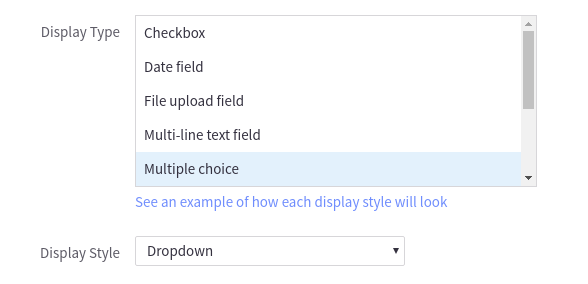 Display Type
Checkbox
Date field
File upload field
Multi-line text field
Multiple choice
See an example of how each display style will look
Display Style
Dropdown